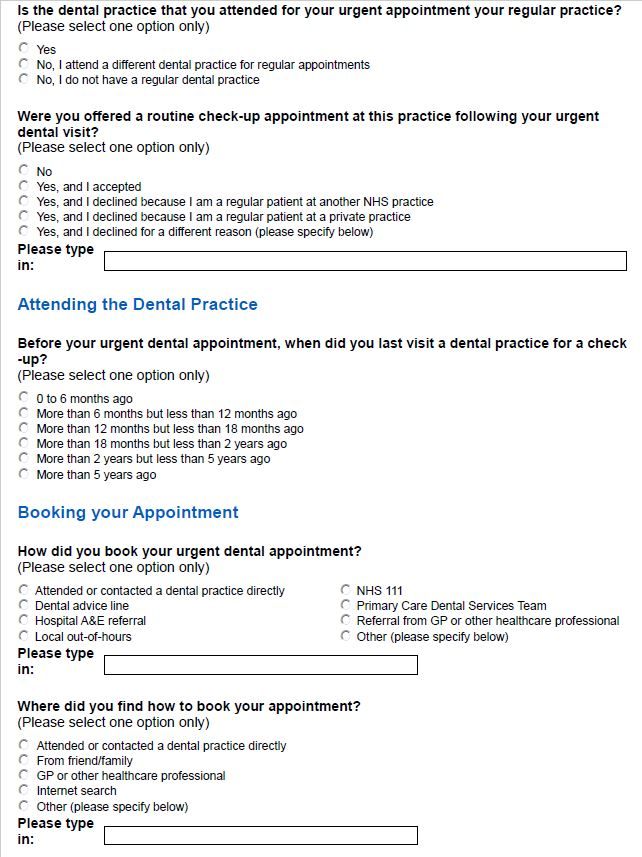 Is the dental practice that you attended for your urgent appointment your regular practice?
(Please select one option only)
Yes
No, I attend a different dental practice for regular appointments
No, I do not have a regular dental practice
Were you offered a routine check-up appointment at this practice following your urgent
dental visit?
(Please select one option only)
No
Yes, and I accepted
Yes, and I declined because I am a regular patient at another NHS practice
Yes, and I declined because I am a regular patient at a private practice
Yes, and I declined for a different reason (please specify below)
Please type
in:
Attending the Dental Practice
Before your urgent dental appointment, when did you last visit a dental practice for a check
-up?
(Please select one option only)
0 to 6 months ago
More than 6 months but less than 12 months ago
More than 12 months but less than 18 months ago
More than 18 months but less than 2 years ago
More than 2 years but less than 5 years ago
More than 5 years ago
Booking your Appointment
How did you book your urgent dental appointment?
(Please select one option only)
Attended or contacted a dental practice directly
Dental advice line
Hospital A&E referral
Local out-of-hours
NHS 111
Primary Care Dental Services Team
Referral from GP or other healthcare professional
Other (please specify below)
Please type
in:
Where did you find how to book your appointment?
(Please select one option only)
Attended or contacted a dental practice directly
From friend/family
GP or other healthcare professional
Internet search
Other (please specify below)
Please type
in: